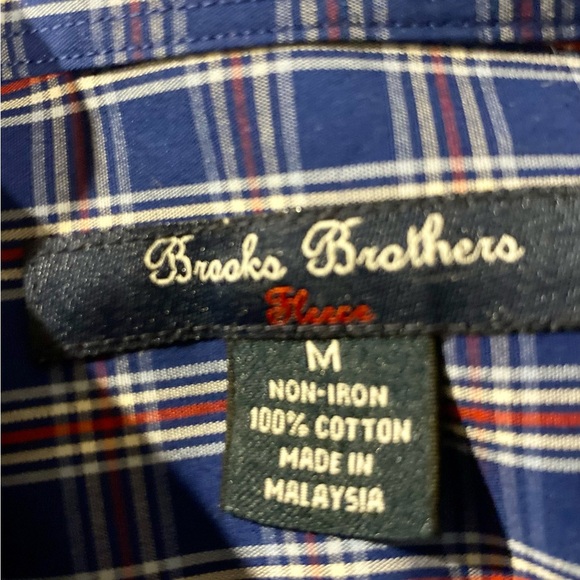 Brooks Brothers
Fleece
M
NON-IRON
100% COTTON
MADE IN
MALAYSIA